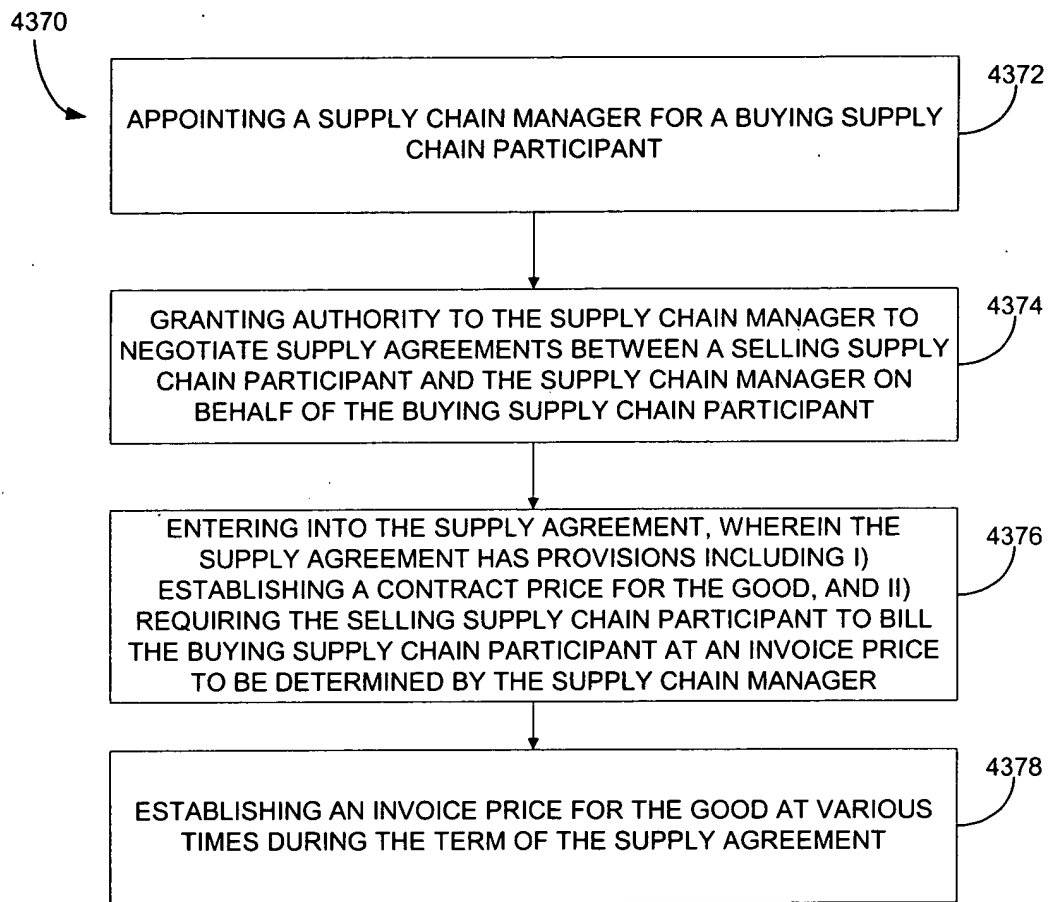 4370
4372
APPOINTING A SUPPLY CHAIN MANAGER FOR A BUYING SUPPLY
CHAIN PARTICIPANT
4374
GRANTING AUTHORITY TO THE SUPPLY CHAIN MANAGER TO
NEGOTIATE SUPPLY AGREEMENTS BETWEEN A SELLING SUPPLY
CHAIN PARTICIPANT AND THE SUPPLY CHAIN MANAGER ON
BEHALF OF THE BUYING SUPPLY CHAIN PARTICIPANT
4376
ENTERING INTO THE SUPPLY AGREEMENT, WHEREIN THE
SUPPLY AGREEMENT HAS PROVISIONS INCLUDING I)
ESTABLISHING A CONTRACT PRICE FOR THE GOOD, AND II)
REQUIRING THE SELLING SUPPLY CHAIN PARTICIPANT TO BILL
THE BUYING SUPPLY CHAIN PARTICIPANT AT AN INVOICE PRICE
TO BE DETERMINED BY THE SUPPLY CHAIN MANAGER
4378
ESTABLISHING AN INVOICE PRICE FOR THE GOOD AT VARIOUS
TIMES DURING THE TERM OF THE SUPPLY AGREEMENT